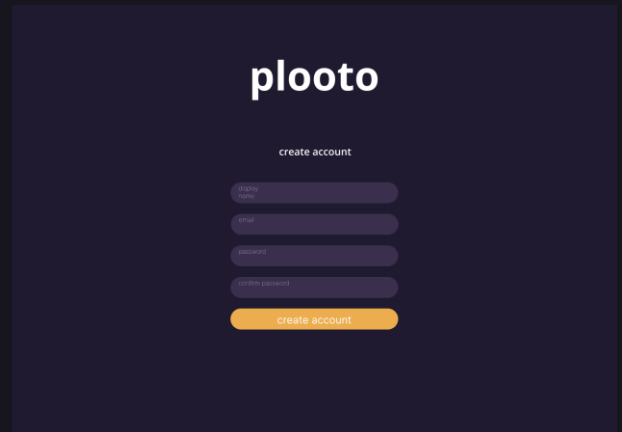 plooto
create account
display
name
email
password
confirm password
create account